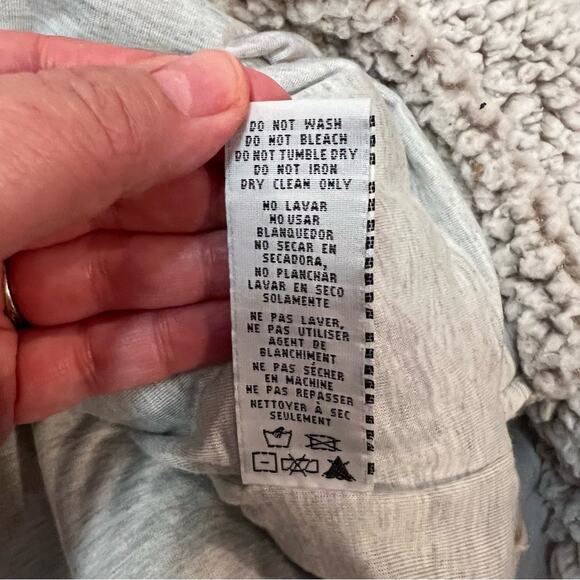 DO NOT WASH
DO NOT BLEACH
DO NOT TUMBLE DRY
DO NOT IRON
DRY CLEAN ONLY
NO LAVAR
NO USAR
BLANQUEDOR
NO SECAR EN
SECADORA,
NO PLANCHAR
LAVAR EN SECO
SOLAMENTE
NE PAS LAVER,
NE PAS UTILISER
AGENT DE
BLANCHIMENT
NE PAS SÉCHER
EN MACHINE
NE PAS REPASSER
NETTOYER À SEC
SEULEMENT